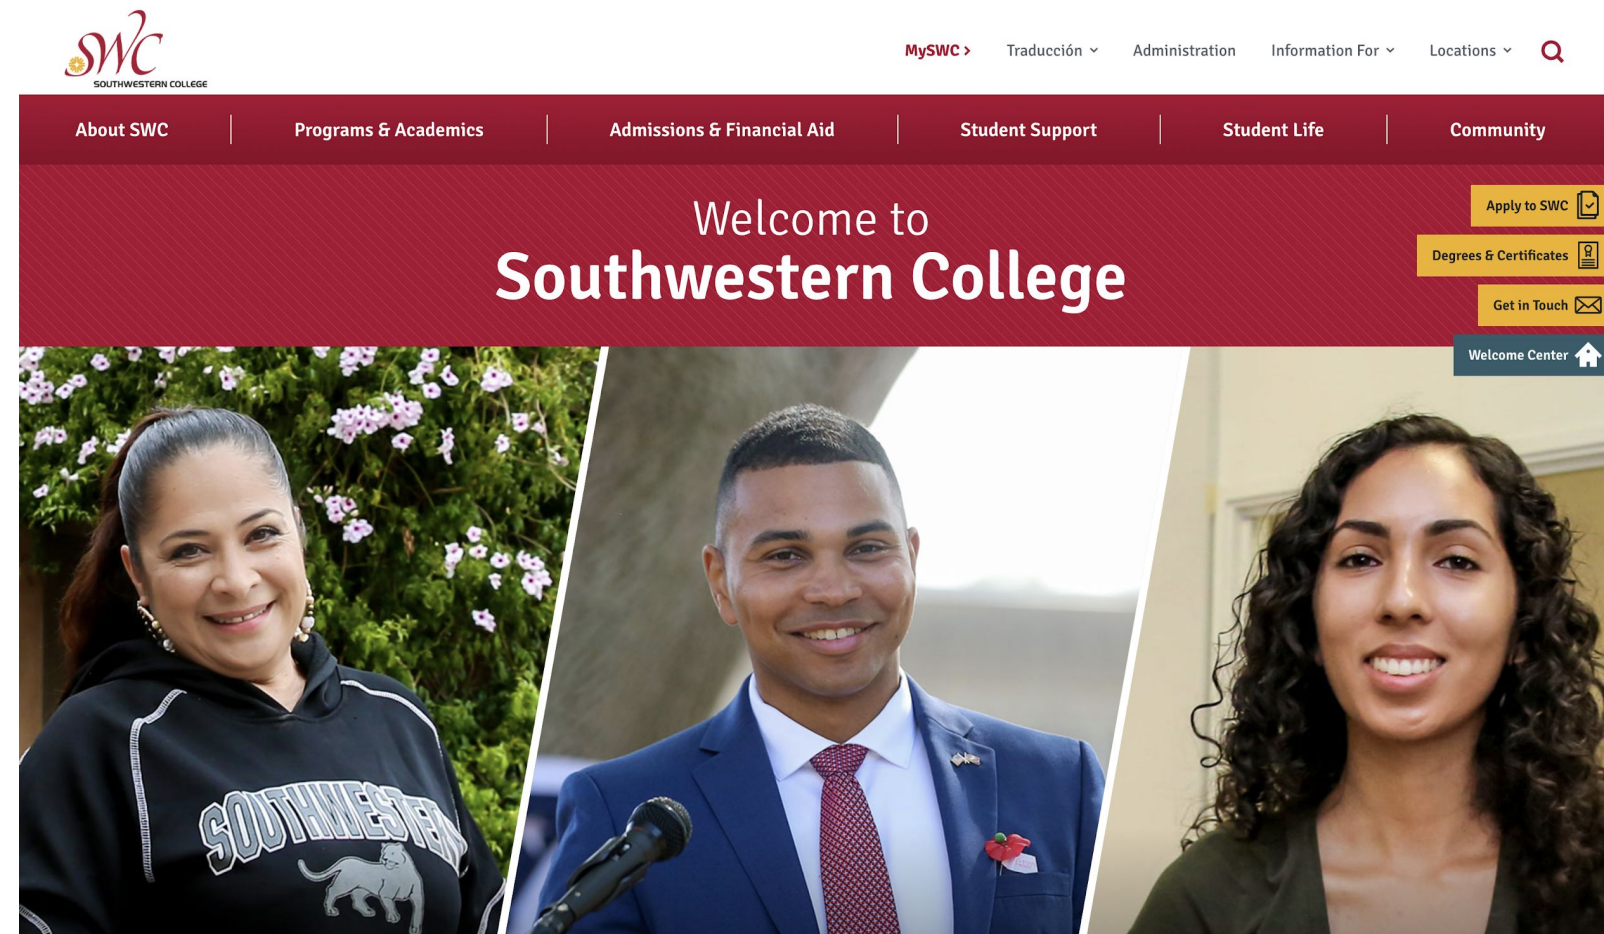 SWC
SOUTHWESTERN COLLEGE
MySWC
Traducción
Administration
Information For
Locations
About SWC
Programs & Academics
Admissions & Financial Aid
Student Support
Student Life
Community
Welcome to
Southwestern College
Apply to SWC
Degrees & Certificates
Get in Touch
Welcome Center
SOUTHWESTERN